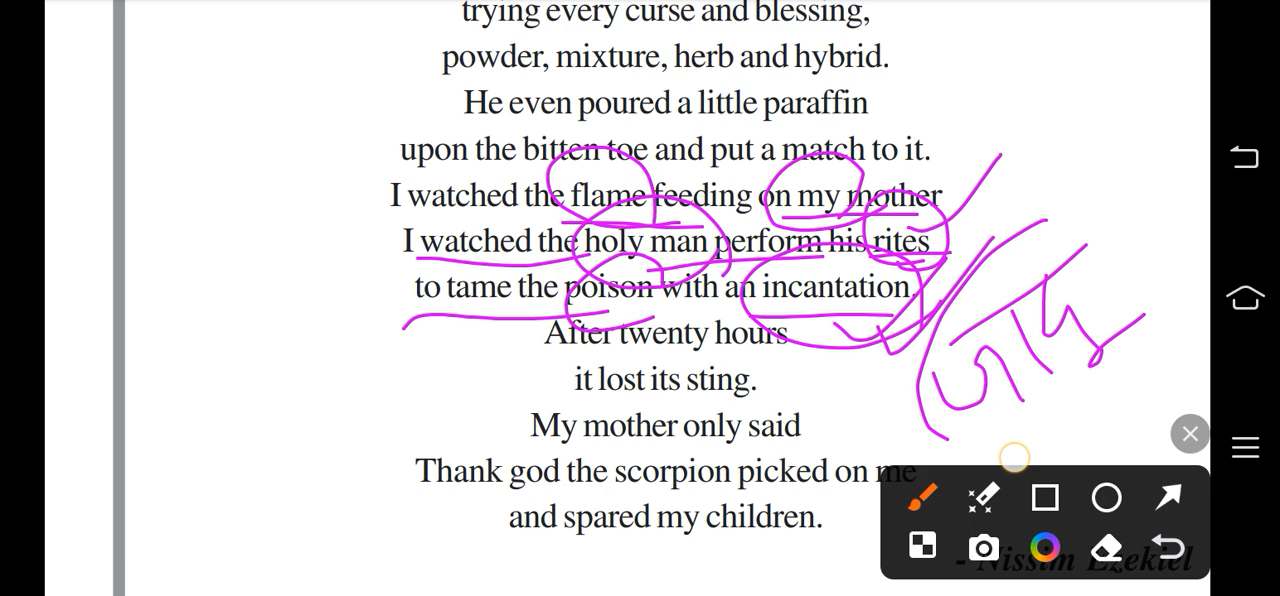 trying every curse and blessing,
powder, mixture, herb and hybrid.
He even poured a little paraffin
upon the bitten toe and put a match to it.
I watched the flame feeding on my mother
I watched the holy man perform his rites
to tame the poison with an incantation.
After twenty hours
it lost its sting.
My mother only said
Thank god the scorpion picked on me
and spared my children.
- Nissim Ezekiel